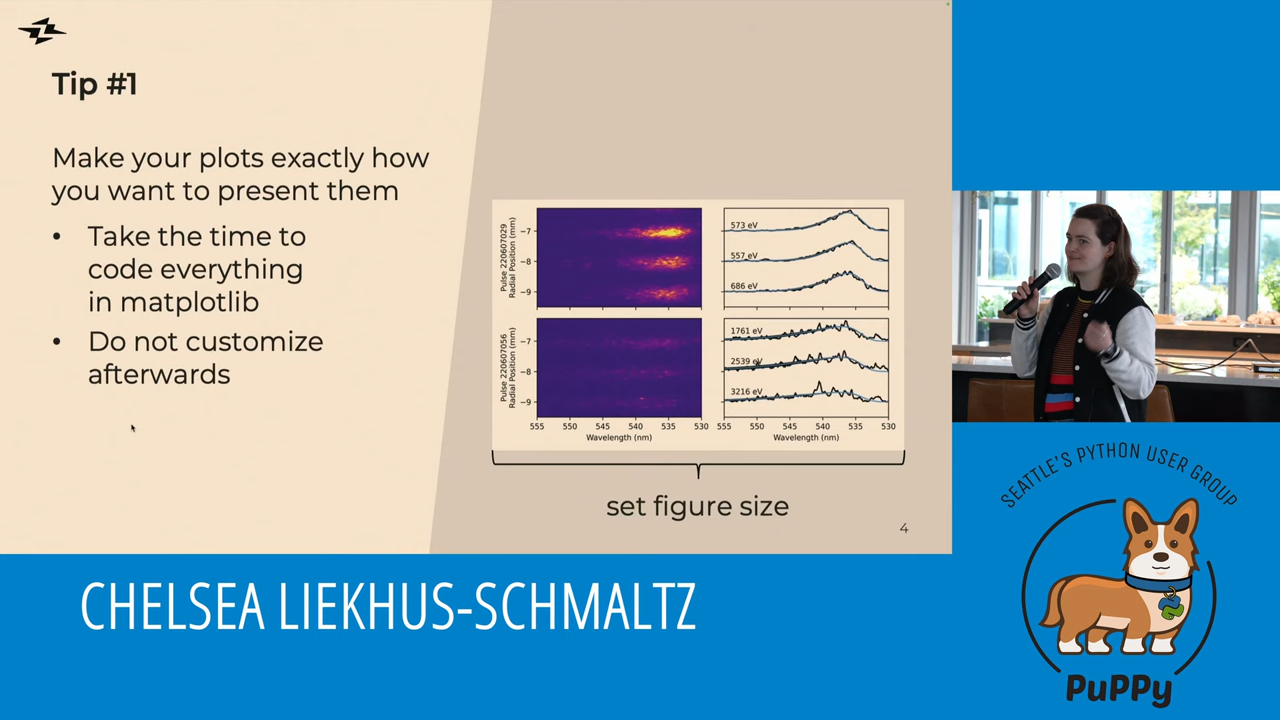 Tip #1
Make your plots exactly how
you want to present them
• Take the time to
code everything
in matplotlib
• Do not customize
afterwards
Pulse 220607029
Radial Position (mm)
−7
−8
−9
573 eV
557 eV
686 eV
Pulse 220607056
Radial Position (mm)
−7
−8
−9
1761 eV
2539 eV
3216 eV
555 550 545 540 535 530
Wavelength (nm)
555 550 545 540 535 530
Wavelength (nm)
set figure size
4
CHELSEA LIEKHUS-SCHMALTZ
SEATTLE'S PYTHON USER GROUP
PuPPy